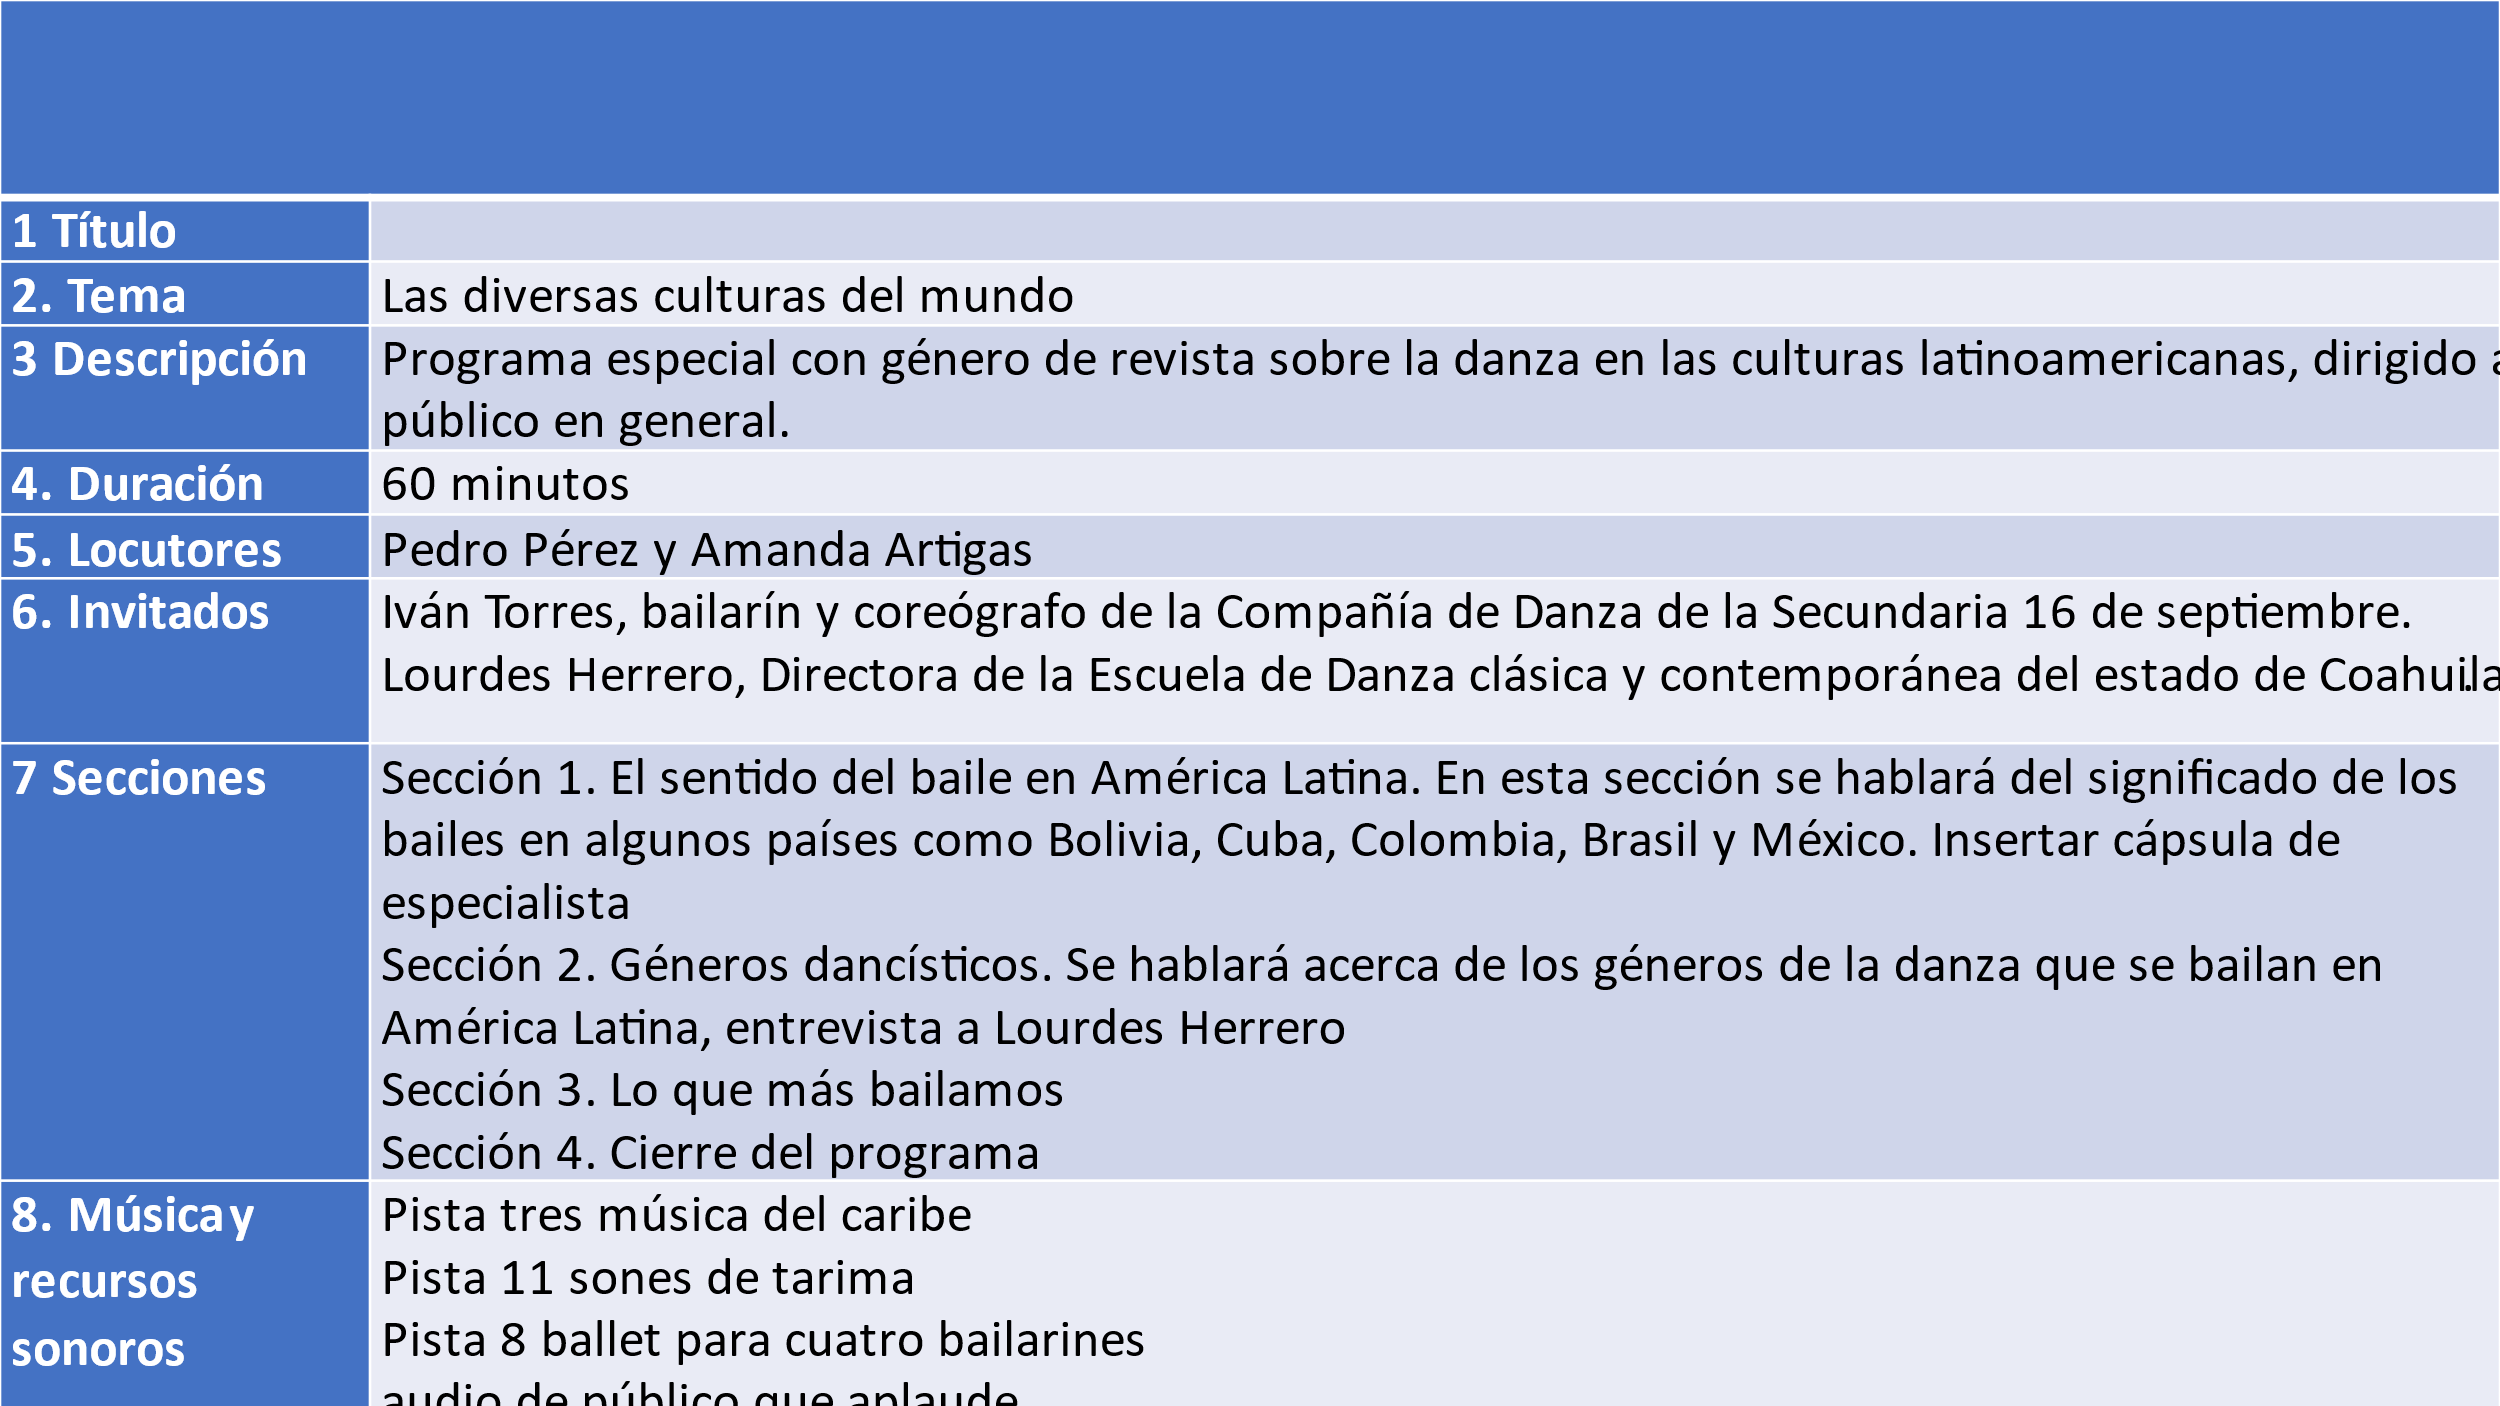 1 Título
2. Tema
Las diversas culturas del mundo
3 Descripción
Programa especial con género de revista sobre la danza en las culturas latinoamericanas, dirigido a
público en general.
4. Duración
60 minutos
5. Locutores
Pedro Pérez y Amanda Artigas
6. Invitados
Iván Torres, bailarín y coreógrafo de la Compañía de Danza de la Secundaria 16 de septiembre.
Lourdes Herrero, Directora de la Escuela de Danza clásica y contemporánea del estado de Coahuila.
7 Secciones
Sección 1. El sentido del baile en América Latina. En esta sección se hablará del significado de los
bailes en algunos países como Bolivia, Cuba, Colombia, Brasil y México. Insertar cápsula de
especialista
Sección 2. Géneros dancísticos. Se hablará acerca de los géneros de la danza que se bailan en
América Latina, entrevista a Lourdes Herrero
Sección 3. Lo que más bailamos
Sección 4. Cierre del programa
8. Música y
recursos
sonoros
Pista tres música del caribe
Pista 11 sones de tarima
Pista 8 ballet para cuatro bailarines
audio de público que aplaude